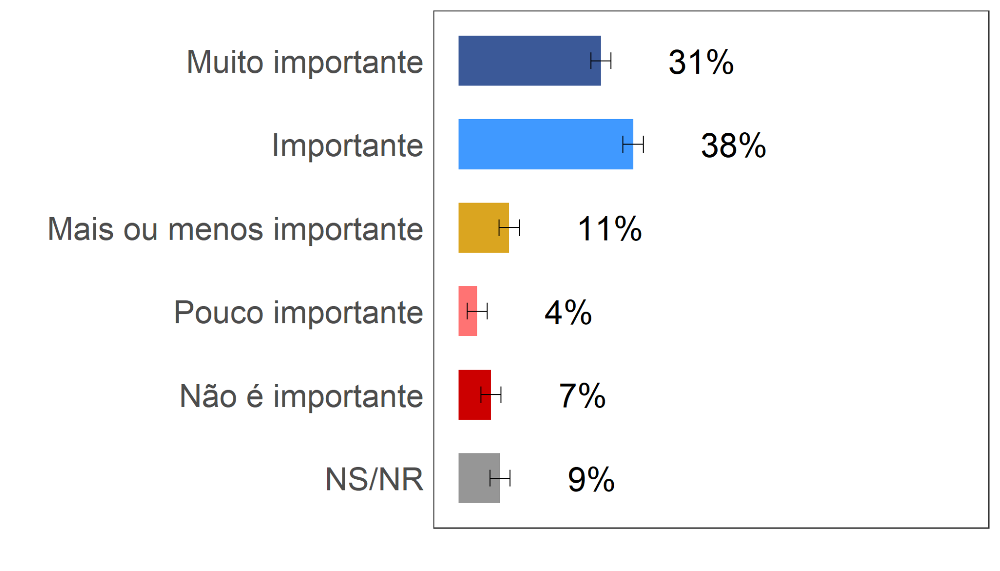 Muito importante 31%
Importante 38%
Mais ou menos importante 11%
Pouco importante 4%
Não é importante 7%
NS/NR 9%